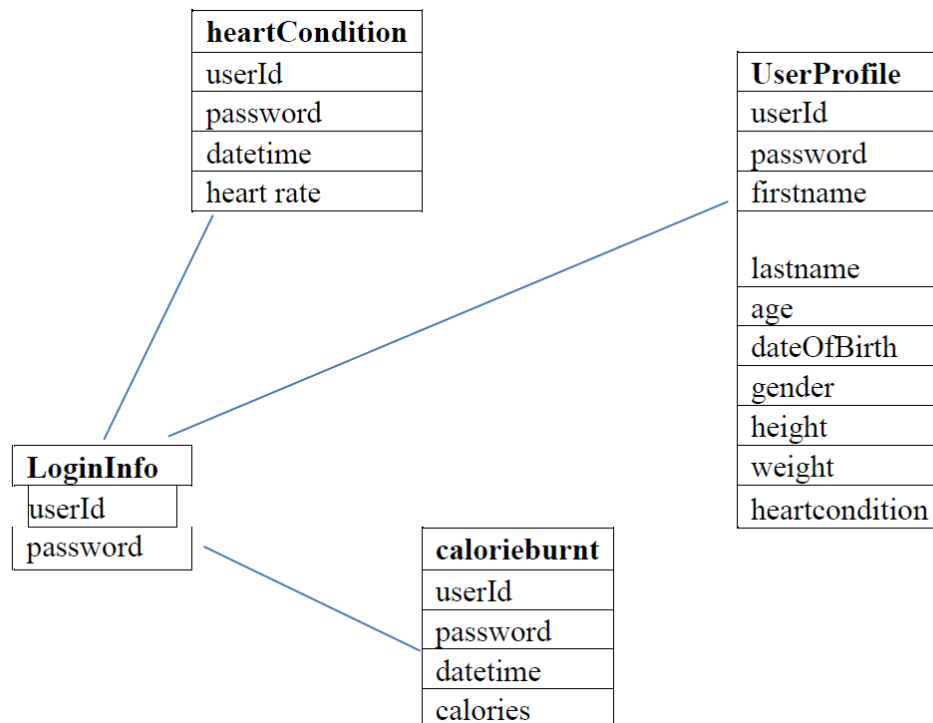 heartCondition
userId
password
datetime
heart rate
UserProfile
userId
password
firstname
lastname
age
dateOfBirth
gender
height
weight
heartcondition
LoginInfo
userId
password
calorieburnt
userId
password
datetime
calories